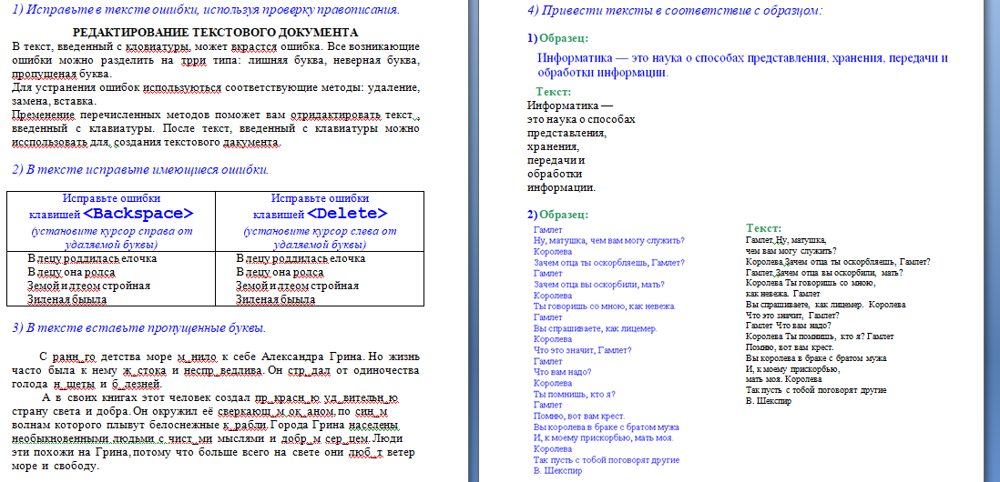 1) Исправьте в тексте ошибки, используя проверку правописания.
РЕДАКТИРОВАНИЕ ТЕКСТОВОГО ДОКУМЕНТА
В текст, введенный с кловиатуры, может вкрастся ошибка. Все возникающие
ошибки можно разделить на трри типа: лишняя буква, неверная буква,
пропушеная буква.
Для устранения ошибок используються соответствующие методы: удаление,
замена, вставка.
Пременение перечисленных методов поможет вам отридактировать текст ,
введенный с клавиатуры. После текст, введенный с клавиатуры можно
исспользовать для, создания текстового дакумента.
2) В тексте исправьте имеющиеся ошибки.
Исправьте ошибки
клавишей <Backspace>
(установите курсор справа от
удаляемой буквы)
В лецу роддилась елочка
В лецу она ролса
Земой и лтеом стройная
Зиленая быыла
Исправьте ошибки
клавишей <Delete>
(установите курсор слева от
удаляемой буквы)
В лецу роддилась елочка
В лецу она ролса
Земой и лтеом стройная
Зиленая быыла
3) В тексте вставьте пропущенные буквы.
С ранн_го детства море м_нило к себе Александра Грина. Но жизнь
часто была к нему ж_стока и неспр_ведлива. Он стр_дал от одиночества
голода н_щеты и б_лезней.
А в своих книгах этот человек создал пр_красн_ю уд_вительн_ю
страну света и добра. Он окружил её сверкающ_м ок_аном, по син_м
волнам которого плывут белоснежные к_рабли. Города Грина населены
необыкновенными людьми с чист_ми мыслями и добр_м сер_цем. Люди
эти похожи на Грина, потому что больше всего на свете они люб_т ветер
море и свободу.
4) Привести тексты в соответствие с образцом:
1) Образец:
Информатика — это наука о способах представления, хранения, передачи и
обработки информации.
Текст:
Информатика —
это наука о способах
представления,
хранения,
передачи и
обработки
информации.
2) Образец:
Гамлет
Ну, матушка, чем вам могу служить?
Королева
Зачем отца ты оскорбляешь, Гамлет?
Гамлет
Зачем отца вы оскорбили, мать?
Королева
Ты говоришь со мною, как невежа.
Гамлет
Вы спрашиваете, как лицемер.
Королева
Что это значит, Гамлет?
Гамлет
Что вам надо?
Королева
Ты помнишь, кто я?
Гамлет
Помню, вот вам крест.
Вы королева в браке с братом мужа
И, к моему прискорбью, мать моя.
Королева
Так пусть с тобой поговорят другие
В. Шекспир
Текст:
Гамлет.Ну, матушка,
чем вам могу служить?
Королева.Зачем отца ты оскорбляешь, Гамлет?
Гамлет.Зачем отца вы оскорбили, мать?
Королева Ты говоришь со мною,
как невежа. Гамлет
Вы спрашиваете, как лицемер. Королева
Что это значит, Гамлет?
Гамлет Что вам надо?
Королева Ты помнишь, кто я? Гамлет
Помню, вот вам крест.
Вы королева в браке с братом мужа
И, к моему прискорбью,
мать моя. Королева
Так пусть с тобой поговорят другие
В. Шекспир